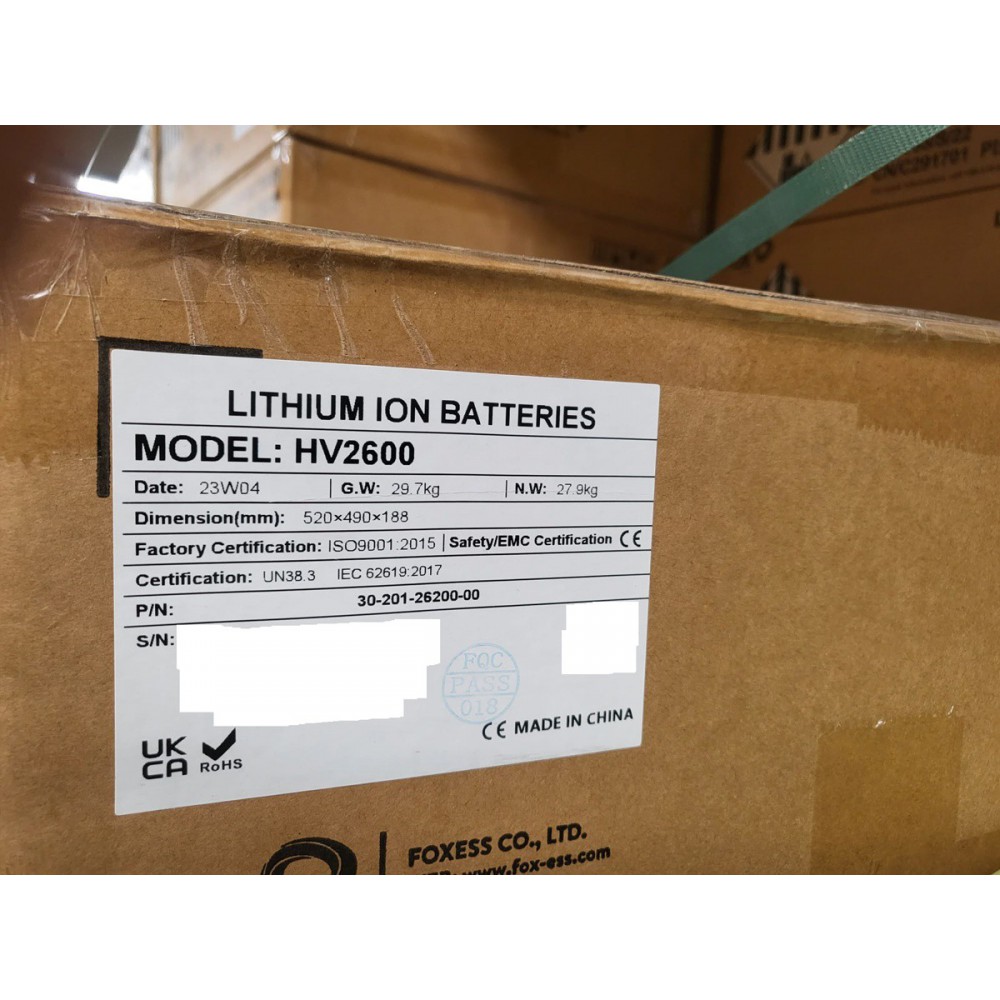 LITHIUM ION BATTERIES
MODEL: HV2600
Date: 23W04 | G.W: 29.7kg | N.W: 27.9kg
Dimension(mm): 520×490×188
Factory Certification: ISO9001:2015 | Safety/EMC Certification CE
Certification: UN38.3 IEC 62619:2017
P/N: 30-201-26200-00
S/N:
FQC
PASS
018
CE MADE IN CHINA
UK
CA
RoHS
FOXESS CO., LTD.
www.fox-ess.com